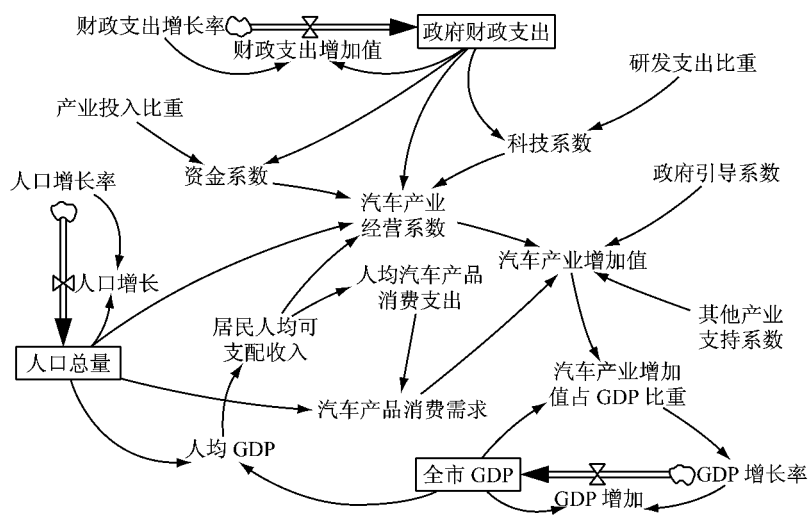 财政支出增长率
政府财政支出
财政支出增加值
研发支出比重
产业投入比重
科技系数
资金系数
人口增长率
政府引导系数
汽车产业
经营系数
汽车产业增加值
人均汽车产品
消费支出
人口增长
其他产业
支持系数
居民人均可
支配收入
人口总量
汽车产业增加
值占 GDP 比重
汽车产品消费需求
人均 GDP
全市 GDP
GDP 增长率
GDP 增加